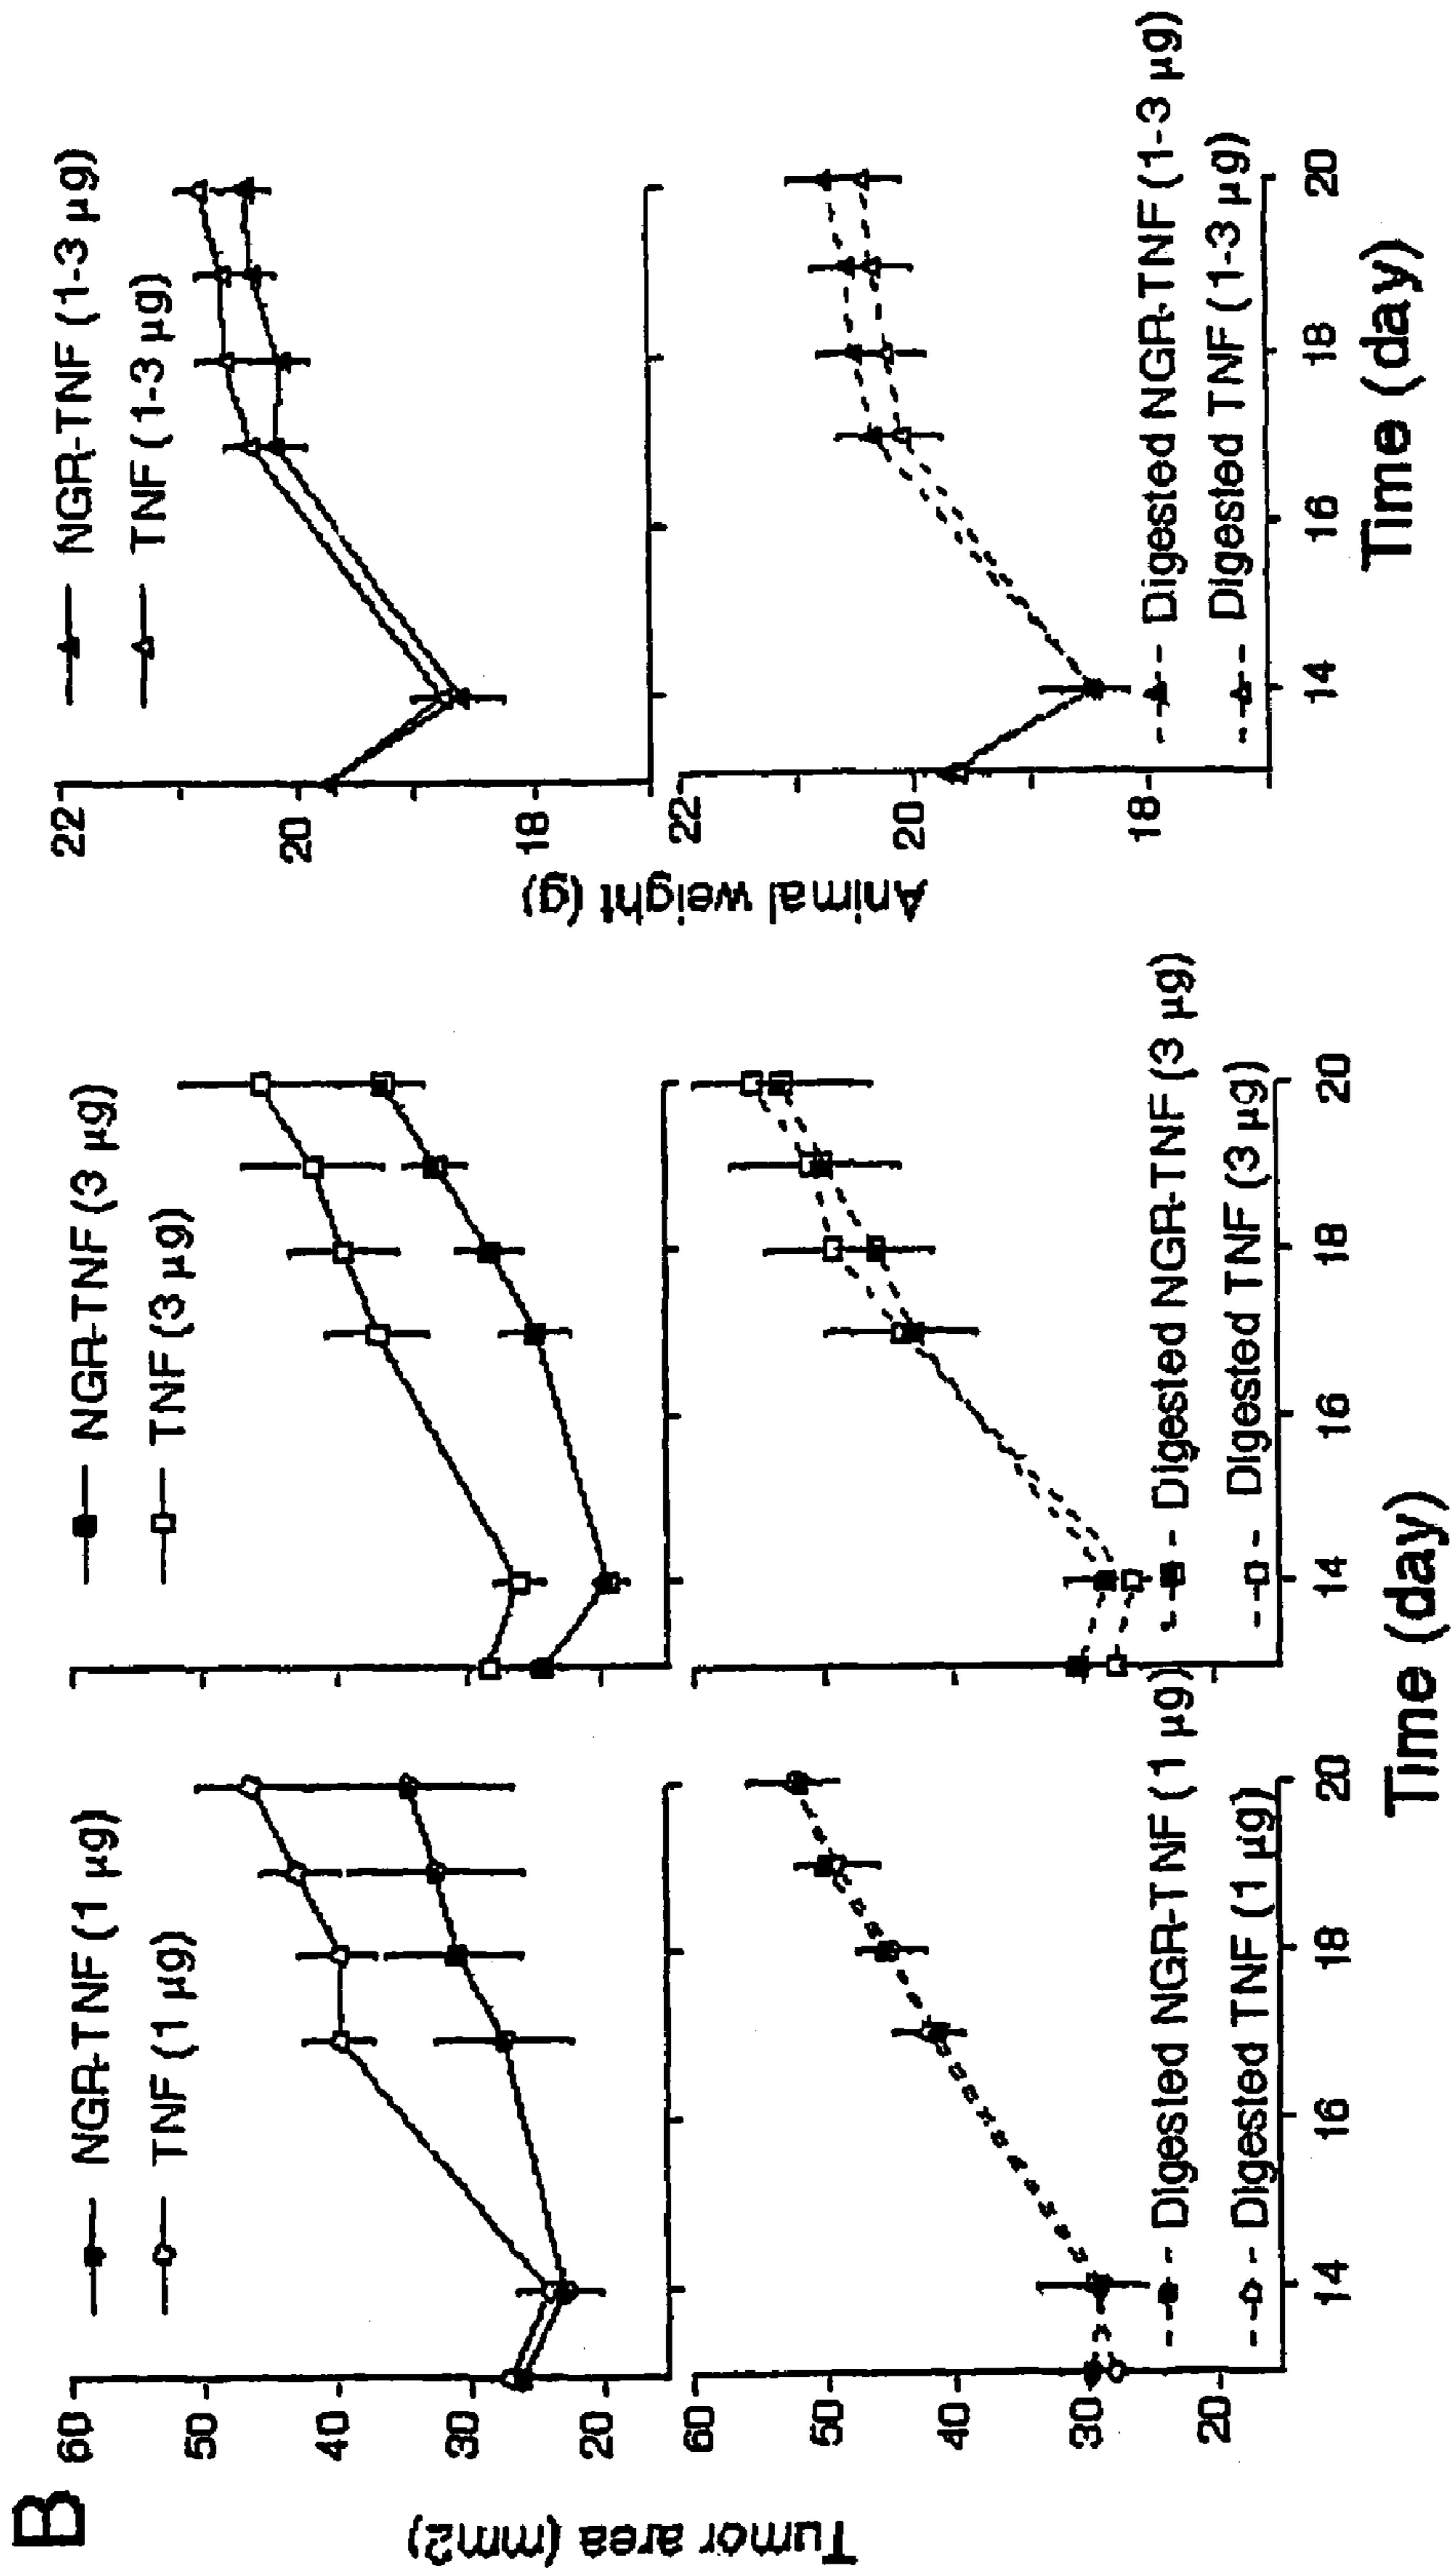 B
NGR-TNF (1 µg)
TNF (1 µg)
NGR-TNF (3 µg)
TNF (3 µg)
NGR-TNF (1-3 µg)
TNF (1-3 µg)
Tumor area (mm2)
60
50
40
30
20
Animal weight (g)
22
20
18
60
50
40
30
20
22
20
18
Digested NGR-TNF (1 µg)
Digested TNF (1 µg)
Digested NGR-TNF (3 µg)
Digested TNF (3 µg)
Digested NGR-TNF (1-3 µg)
Digested TNF (1-3 µg)
14 16 18 20
14 16 18 20
14 16 18 20
Time (day)
Time (day)